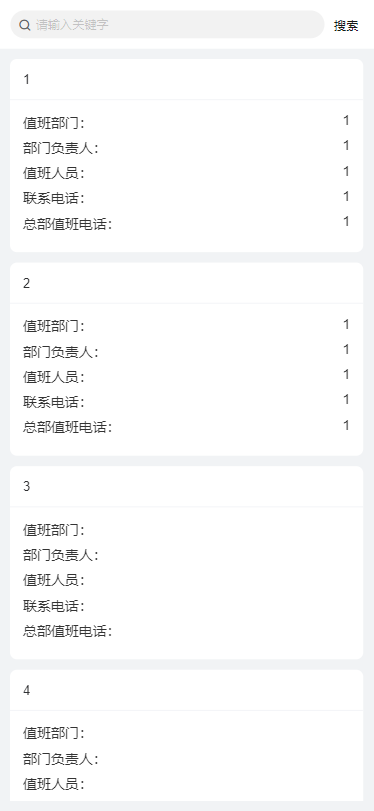 请输入关键字 搜索
1
值班部门： 1
部门负责人： 1
值班人员： 1
联系电话： 1
总部值班电话： 1
2
值班部门： 1
部门负责人： 1
值班人员： 1
联系电话： 1
总部值班电话： 1
3
值班部门：
部门负责人：
值班人员：
联系电话：
总部值班电话：
4
值班部门：
部门负责人：
值班人员：